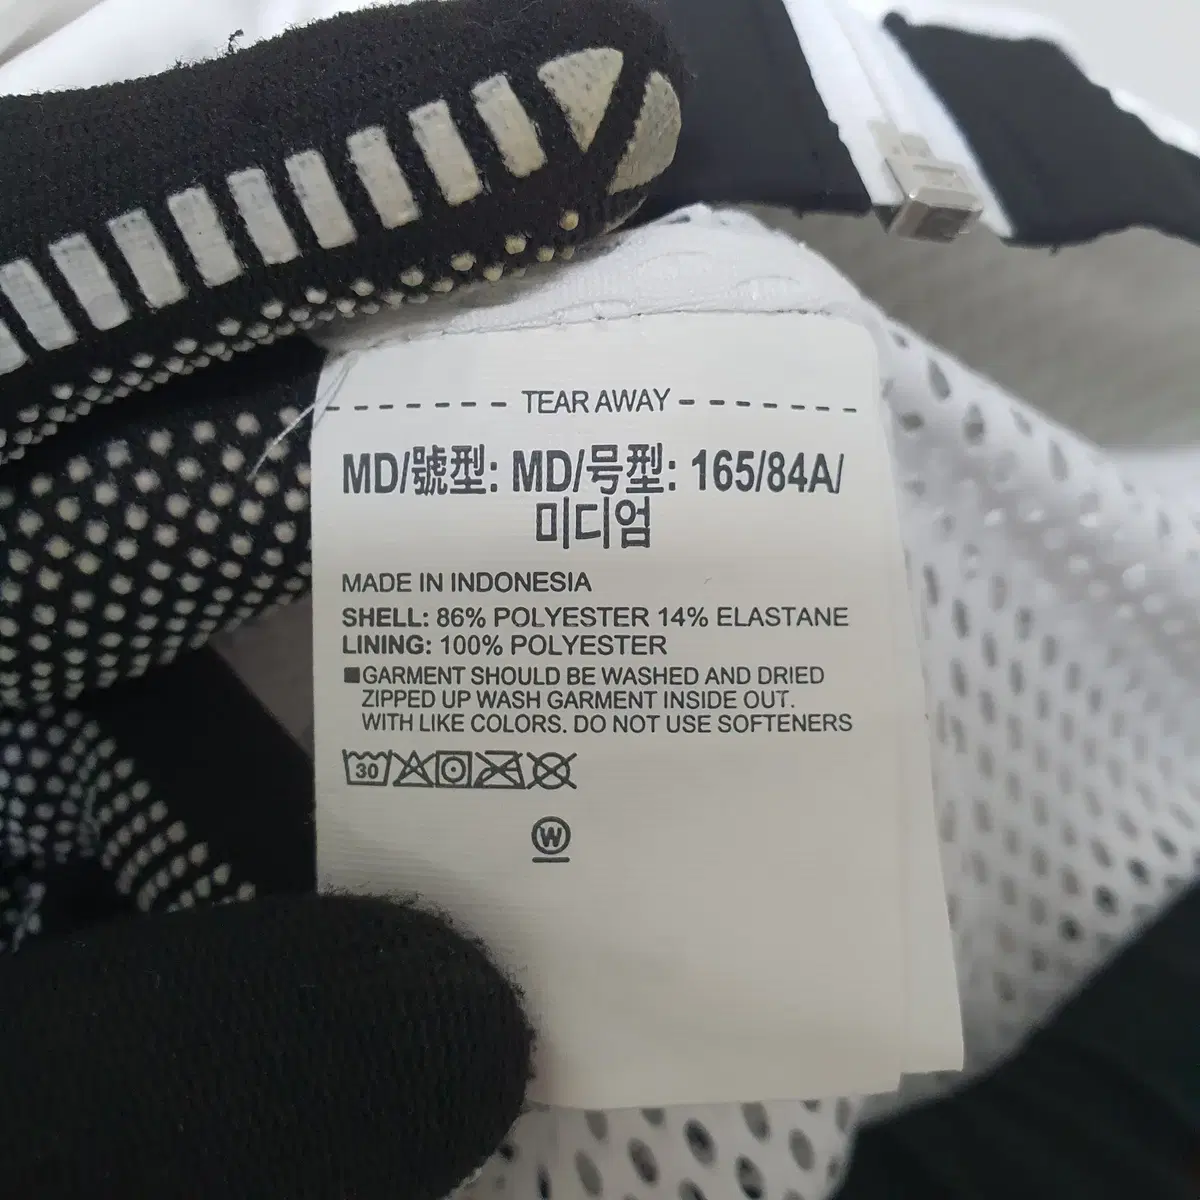 TEAR AWAY
MD/號型: MD/号型: 165/84A/
미디엄
MADE IN INDONESIA
SHELL: 86% POLYESTER 14% ELASTANE
LINING: 100% POLYESTER
■GARMENT SHOULD BE WASHED AND DRIED
ZIPPED UP WASH GARMENT INSIDE OUT.
WITH LIKE COLORS. DO NOT USE SOFTENERS
30
W